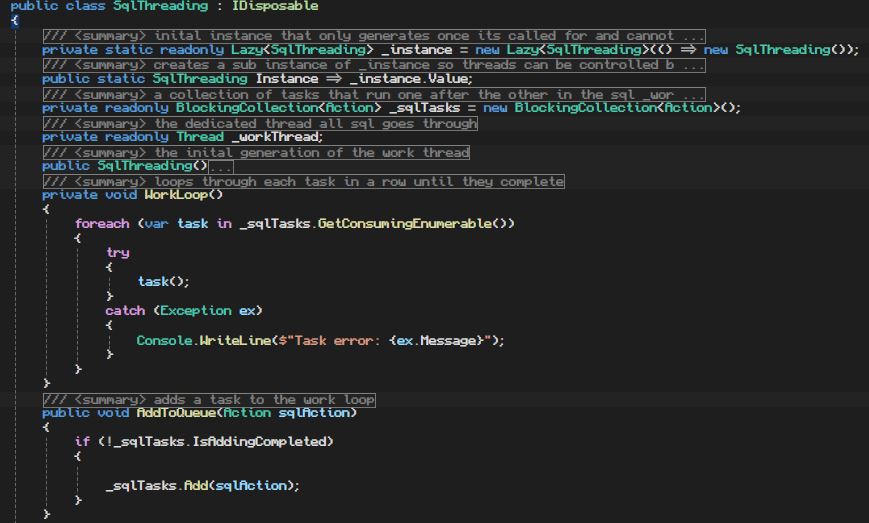 public class SqlThreading : IDisposable
{
/// <summary> inital instance that only generates once its called for and cannot ...
private static readonly Lazy<SqlThreading> _instance = new Lazy<SqlThreading>(() => new SqlThreading());
/// <summary> creates a sub instance of _instance so threads can be controlled b ...
public static SqlThreading Instance => _instance.Value;
/// <summary> a collection of tasks that run one after the other in the sql _wor ...
private readonly BlockingCollection<Action> _sqlTasks = new BlockingCollection<Action>();
/// <summary> the dedicated thread all sql goes through
private readonly Thread _workThread;
/// <summary> the inital generation of the work thread
public SqlThreading()...
/// <summary> loops through each task in a row until they complete
private void WorkLoop()
{
foreach (var task in _sqlTasks.GetConsumingEnumerable())
{
try
{
task();
}
catch (Exception ex)
{
Console.WriteLine($"Task error: {ex.Message}");
}
}
}
/// <summary> adds a task to the work loop
public void AddToQueue(Action sqlAction)
{
if (!_sqlTasks.IsAddingCompleted)
{
_sqlTasks.Add(sqlAction);
}
}